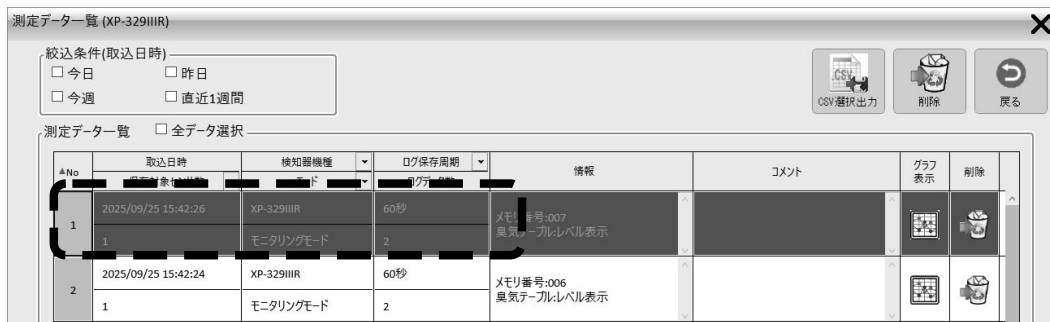 測定データ一覧 (XP-329IIIR)
絞込条件(取込日時)
今日 昨日
今週 直近1週間
CSV
CSV選択出力 削除 戻る
測定データ一覧 全データ選択
▲No 取込日時 検知器機種 ログ保存周期 情報 コメント グラフ表示 削除
1 2025/09/25 15:42:26 XP-329IIIR 60秒
メモリ番号:007
臭気テーブル:レベル表示
1 モニタリングモード 2
2 2025/09/25 15:42:24 XP-329IIIR 60秒
メモリ番号:006
臭気テーブル:レベル表示
1 モニタリングモード 2